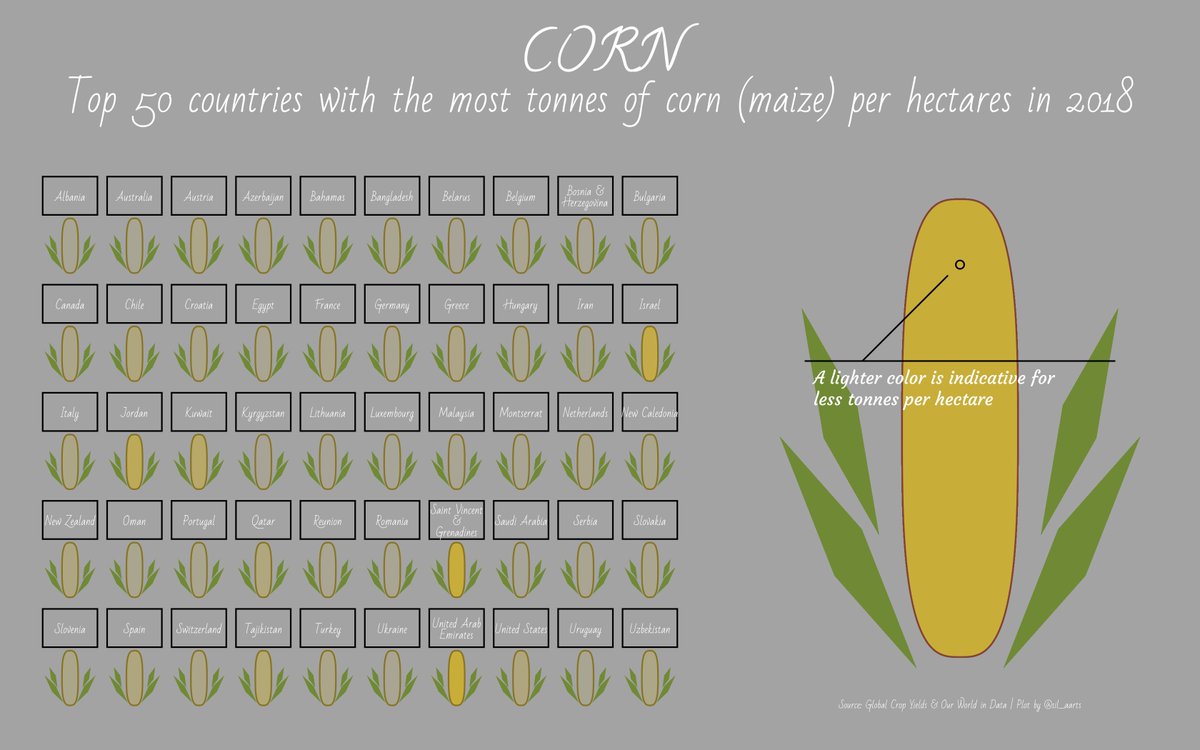 CORN
Top 50 countries with the most tonnes of corn (maize) per hectares in 2018
Albania
Australia
Austria
Azerbaijan
Bahamas
Bangladesh
Belarus
Belgium
Bosnia &
Herzegovina
Bulgaria
Canada
Chile
Croatia
Egypt
France
Germany
Greece
Hungary
Iran
Israel
Italy
Jordan
Kuwait
Kyrgyzstan
Lithuania
Luxembourg
Malaysia
Montserrat
Netherlands
New Caledonia
New Zealand
Oman
Portugal
Qatar
Reunion
Romania
Saint Vincent
&
Grenadines
Saudi Arabia
Serbia
Slovakia
Slovenia
Spain
Switzerland
Tajikistan
Turkey
Ukraine
United Arab
Emirates
United States
Uruguay
Uzbekistan
A lighter color is indicative for
less tonnes per hectare
Source: Global Crop Yields & Our World in Data | Plot by @sil_aarts